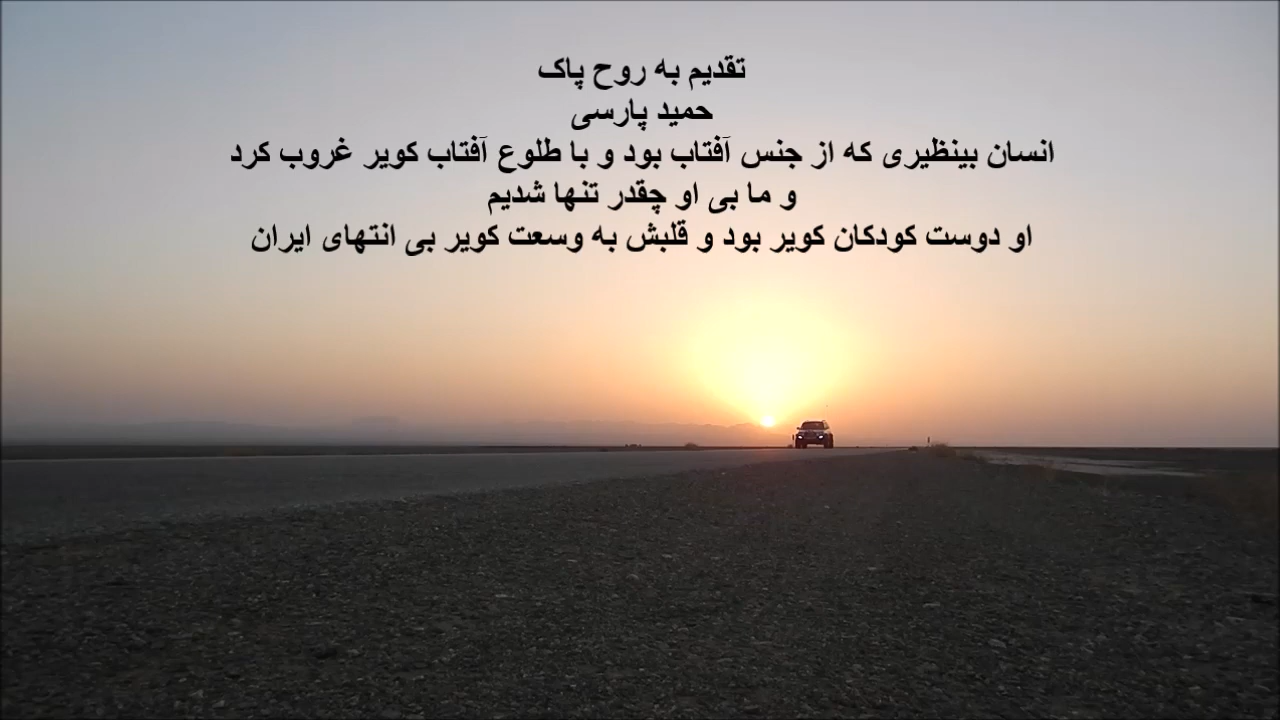 تقدیم به روح پاک
حمید پارسی
انسان بینظیری که از جنس آفتاب بود و با طلوع آفتاب کویر غروب کرد
و ما بی او چقدر تنها شدیم
او دوست کودکان کویر بود و قلبش به وسعت کویر بی انتهای ایران